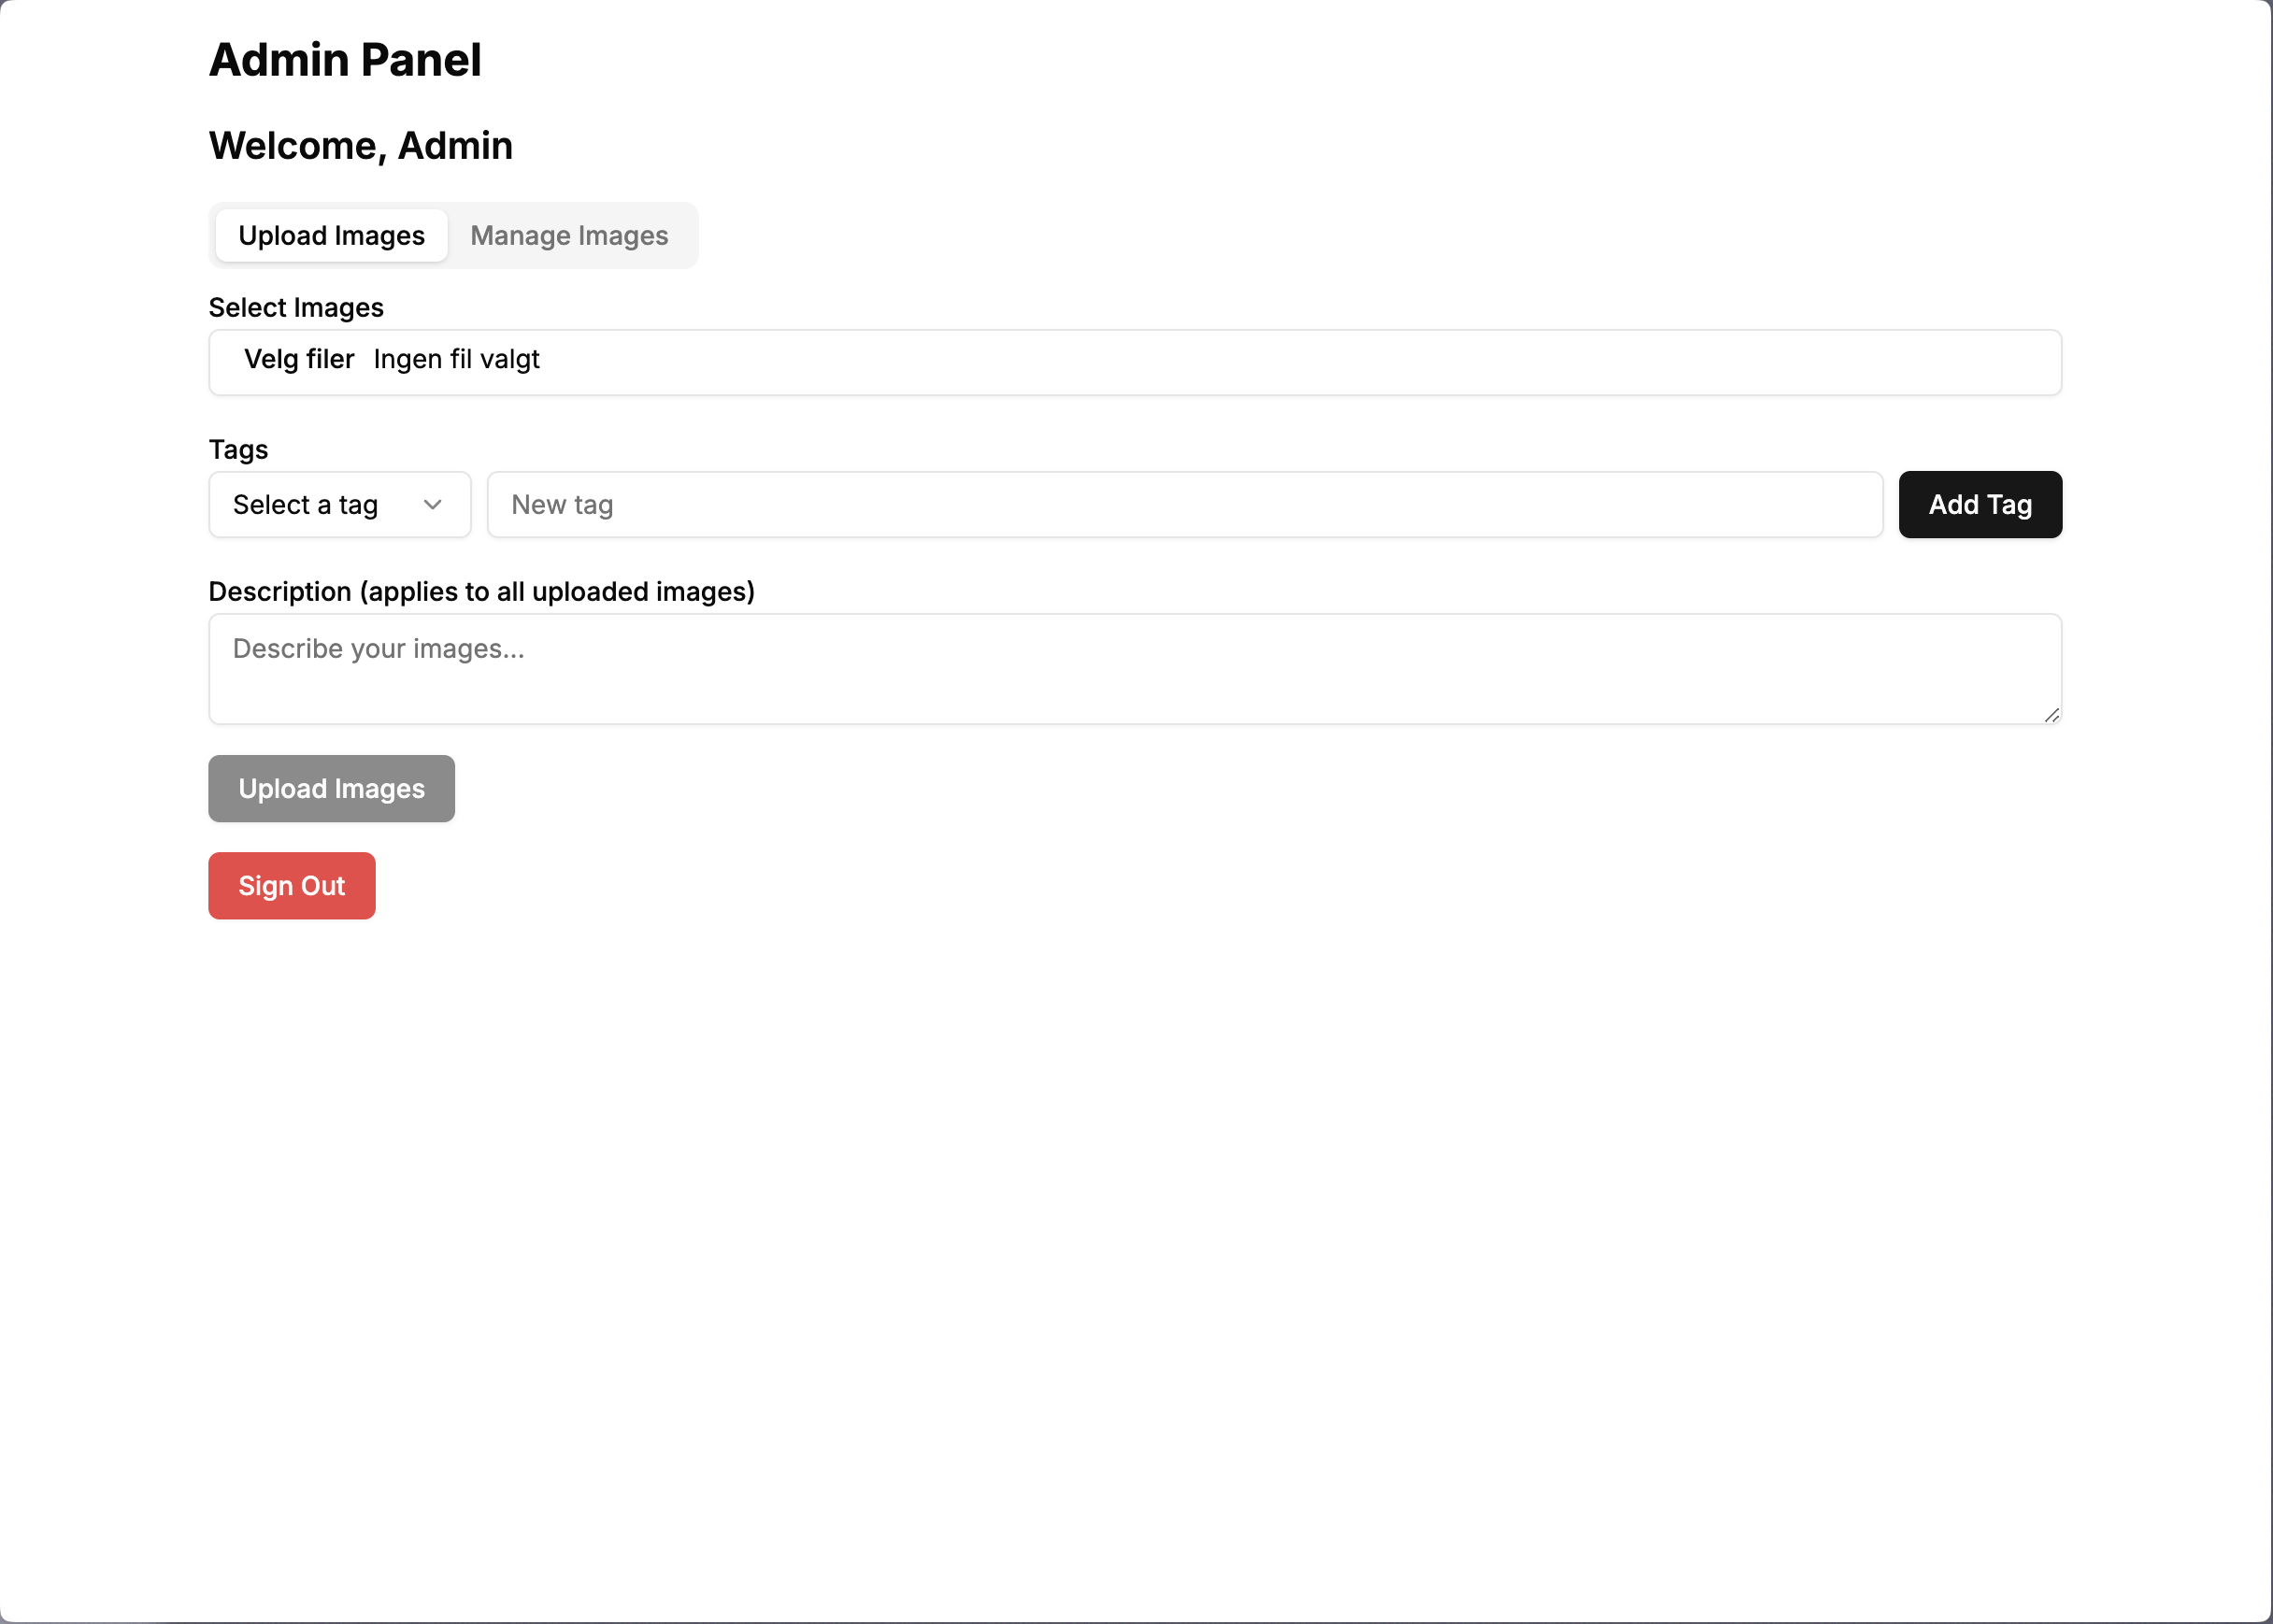 Admin Panel
Welcome, Admin
Upload Images Manage Images
Select Images
Velg filer Ingen fil valgt
Tags
Select a tag New tag Add Tag
Description (applies to all uploaded images)
Describe your images...
Upload Images
Sign Out